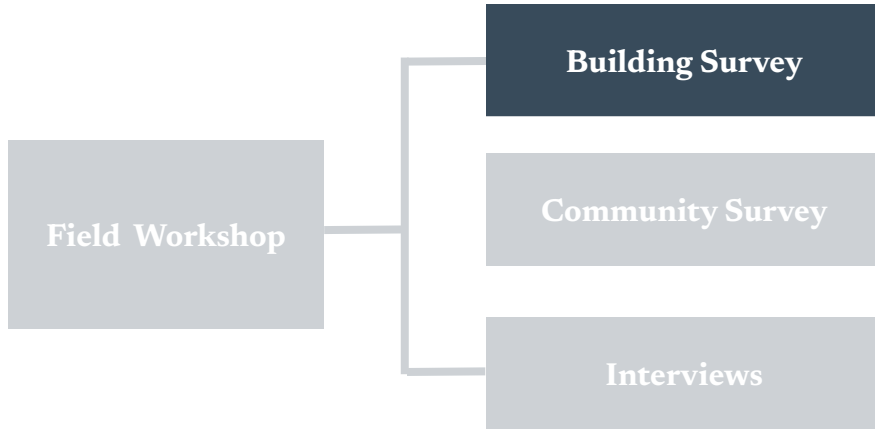 Building Survey
Field Workshop
Community Survey
Interviews